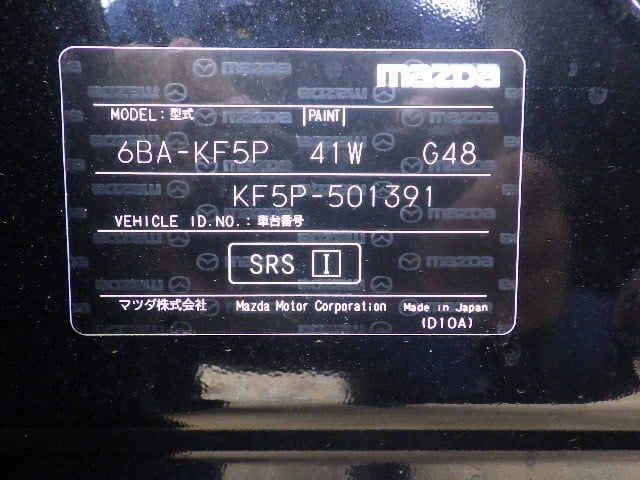 mazda
MODEL: 型式 PAINT
6BA-KF5P 41W G48
KF5P-501391
VEHICLE ID.NO.: 車台番号
SRS I
マツダ株式会社 Mazda Motor Corporation Made in Japan
(D10A)